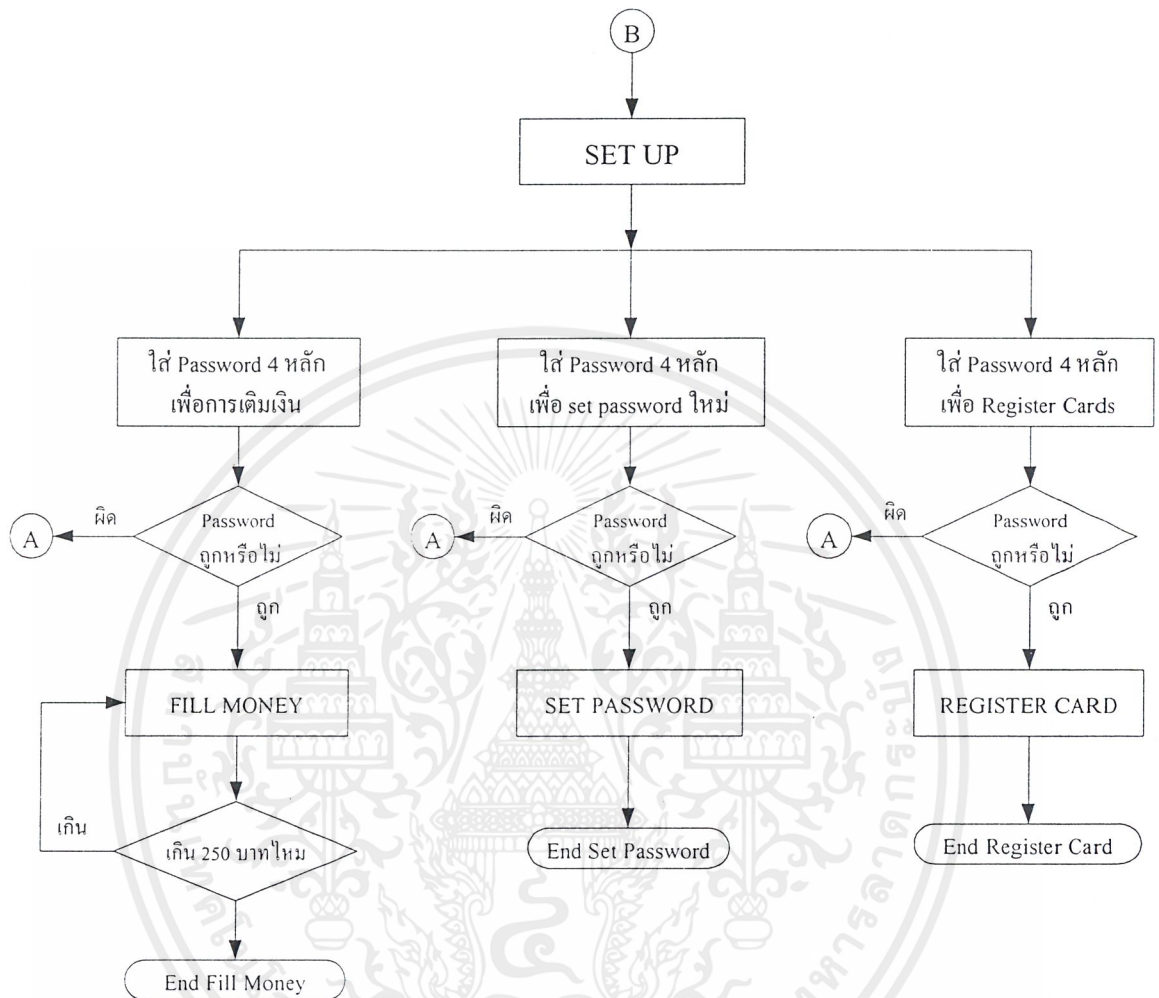 B
SET UP
ใส่ Password 4 หลัก
เพื่อการเติมเงิน
ใส่ Password 4 หลัก
เพื่อ set password ใหม่
ใส่ Password 4 หลัก
เพื่อ Register Cards
A
ผิด
Password
ถูกหรือไม่
ถูก
A
ผิด
Password
ถูกหรือไม่
ถูก
A
ผิด
Password
ถูกหรือไม่
ถูก
FILL MONEY
SET PASSWORD
REGISTER CARD
เกิน
เกิน 250 บาทไหม
End Set Password
End Register Card
End Fill Money